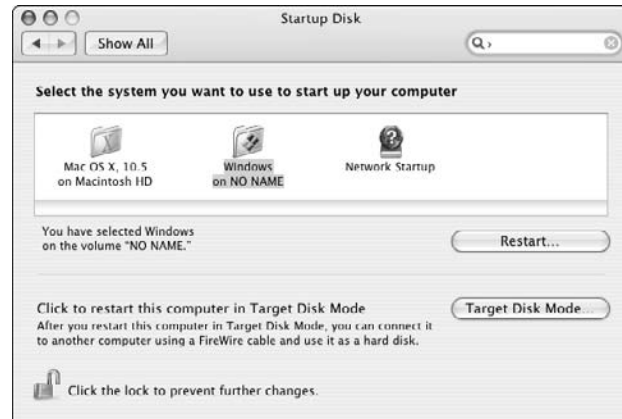 Startup Disk
Show All
Select the system you want to use to start up your computer
Mac OS X, 10.5
on Macintosh HD
Windows
on NO NAME
Network Startup
You have selected Windows
on the volume "NO NAME."
Restart...
Click to restart this computer in Target Disk Mode
After you restart this computer in Target Disk Mode, you can connect it
to another computer using a FireWire cable and use it as a hard disk.
Target Disk Mode...
Click the lock to prevent further changes.